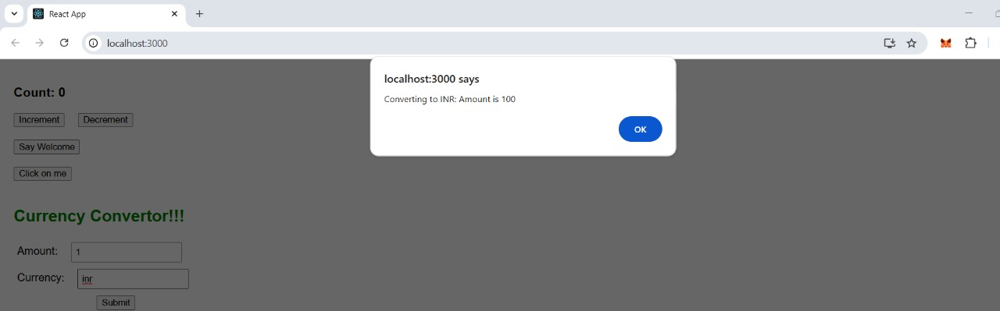 React App
localhost:3000
localhost:3000 says
Converting to INR: Amount is 100
OK
Count: 0
Increment Decrement
Say Welcome
Click on me
Currency Convertor!!!
Amount: 1
Currency: inr
Submit